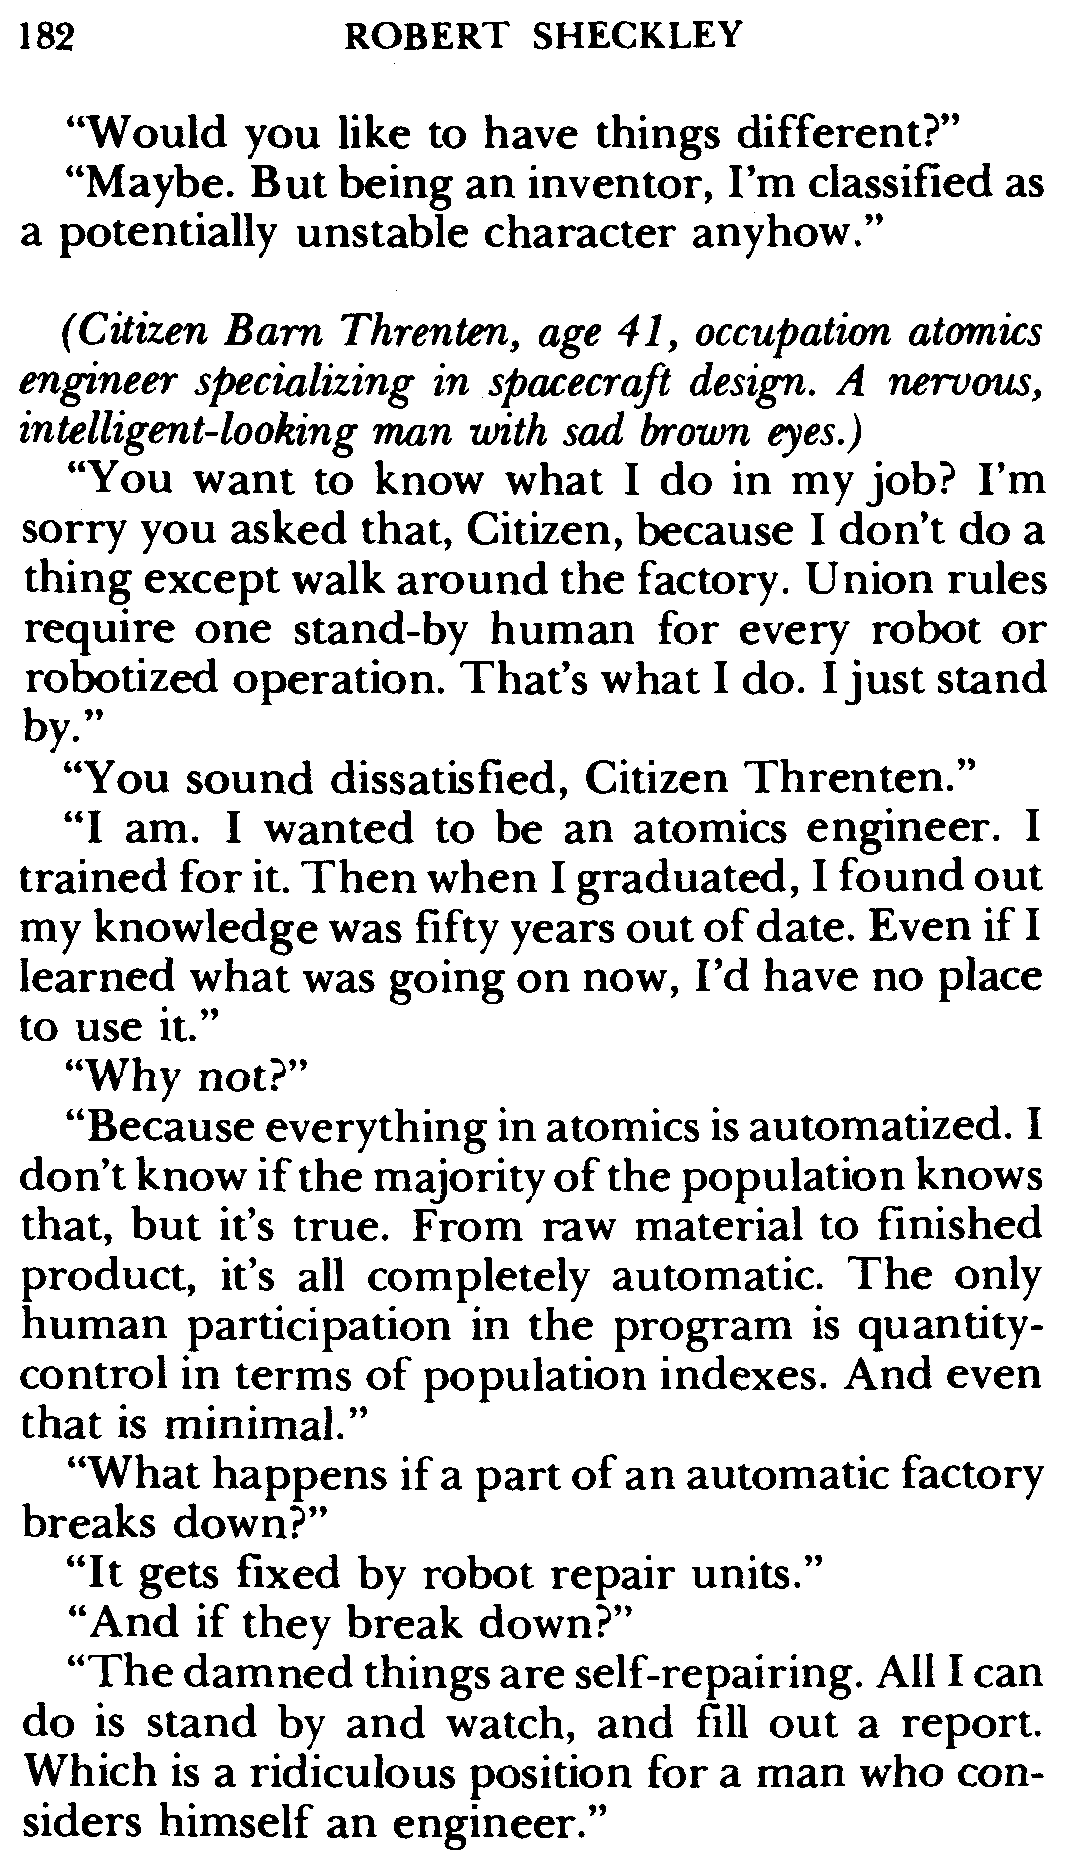 182 ROBERT SHECKLEY
“Would you like to have things different?”
“Maybe. But being an inventor, I’m classified as
a potentially unstable character anyhow.”
(Citizen Barn Threnten, age 41, occupation atomics
engineer specializing in spacecraft design. A nervous,
intelligent-looking man with sad brown eyes.)
“You want to know what I do in my job? I’m
sorry you asked that, Citizen, because I don’t do a
thing except walk around the factory. Union rules
require one stand-by human for every robot or
robotized operation. That’s what I do. I just stand
by.”
“You sound dissatisfied, Citizen Threnten.”
“I am. I wanted to be an atomics engineer. I
trained for it. Then when I graduated, I found out
my knowledge was fifty years out of date. Even if I
learned what was going on now, I’d have no place
to use it.”
“Why not?”
“Because everything in atomics is automatized. I
don’t know if the majority of the population knows
that, but it’s true. From raw material to finished
product, it’s all completely automatic. The only
human participation in the program is quantity-
control in terms of population indexes. And even
that is minimal.”
“What happens if a part of an automatic factory
breaks down?”
“It gets fixed by robot repair units.”
“And if they break down?”
“The damned things are self-repairing. All I can
do is stand by and watch, and fill out a report.
Which is a ridiculous position for a man who con-
siders himself an engineer.”